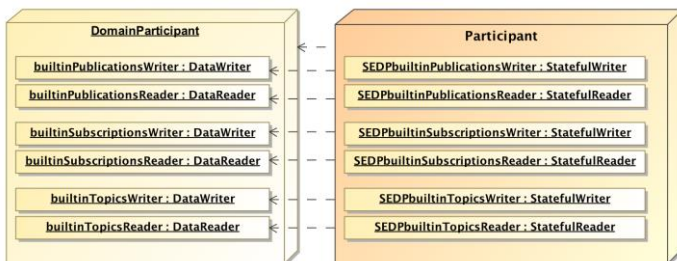 DomainParticipant
builtinPublicationsWriter : DataWriter
builtinPublicationsReader : DataReader
builtinSubscriptionsWriter : DataWriter
builtinSubscriptionsReader : DataReader
builtinTopicsWriter : DataWriter
builtinTopicsReader : DataReader
Participant
SEDPbuiltinPublicationsWriter : StatefulWriter
SEDPbuiltinPublicationsReader : StatefulReader
SEDPbuiltinSubscriptionsWriter : StatefulWriter
SEDPbuiltinSubscriptionsReader : StatefulReader
SEDPbuiltinTopicsWriter : StatefulWriter
SEDPbuiltinTopicsReader : StatefulReader